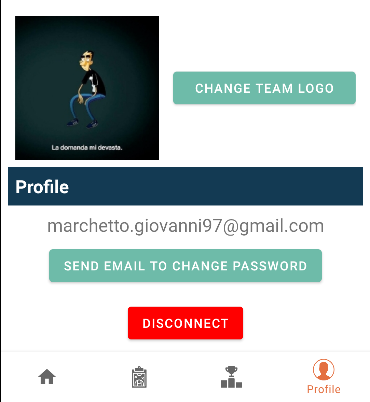 La domanda mi devasta.
CHANGE TEAM LOGO
Profile
marchetto.giovanni97@gmail.com
SEND EMAIL TO CHANGE PASSWORD
DISCONNECT
Profile